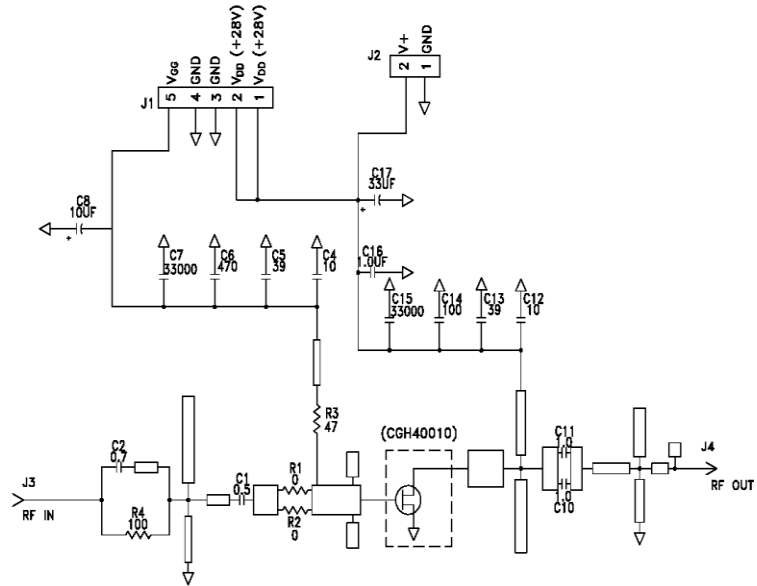 VGG
GND
GND
VDD (+28V)
VDD (+28V)
J1
5 4 3 2 1
J2
V+
GND
2 1
C8
10UF
+
C17
33UF
+
C7
33000
C6
470
C5
39
C4
10
C16
1.0UF
C15
33000
C14
100
C13
39
C12
10
R3
47
(CGH40010)
C2
0.7
J3
RF IN
R4
100
C1
0.5
R1
0
R2
0
C11
1.0
1.0
C10
J4
RF OUT